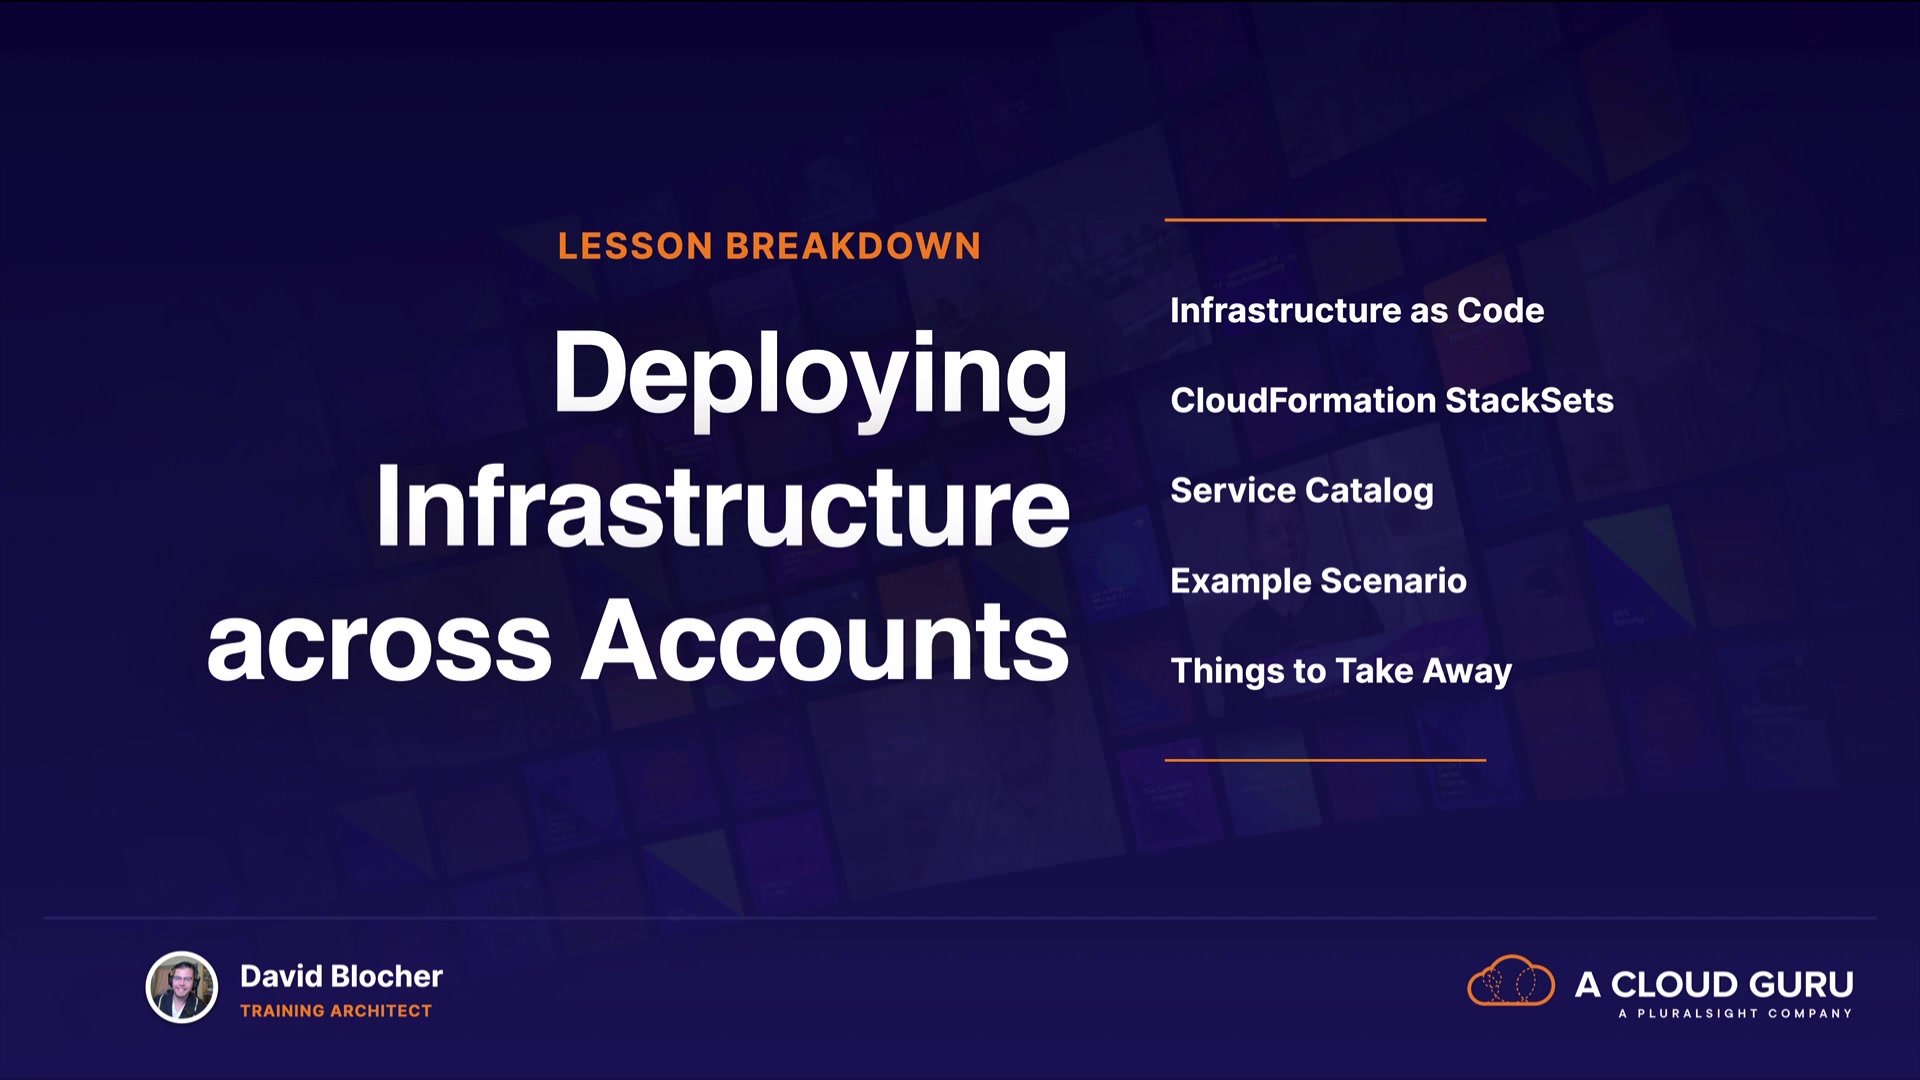 LESSON BREAKDOWN
Deploying
Infrastructure
across Accounts
Infrastructure as Code
CloudFormation StackSets
Service Catalog
Example Scenario
Things to Take Away
David Blocher
TRAINING ARCHITECT
A CLOUD GURU
A PLURALSIGHT COMPANY